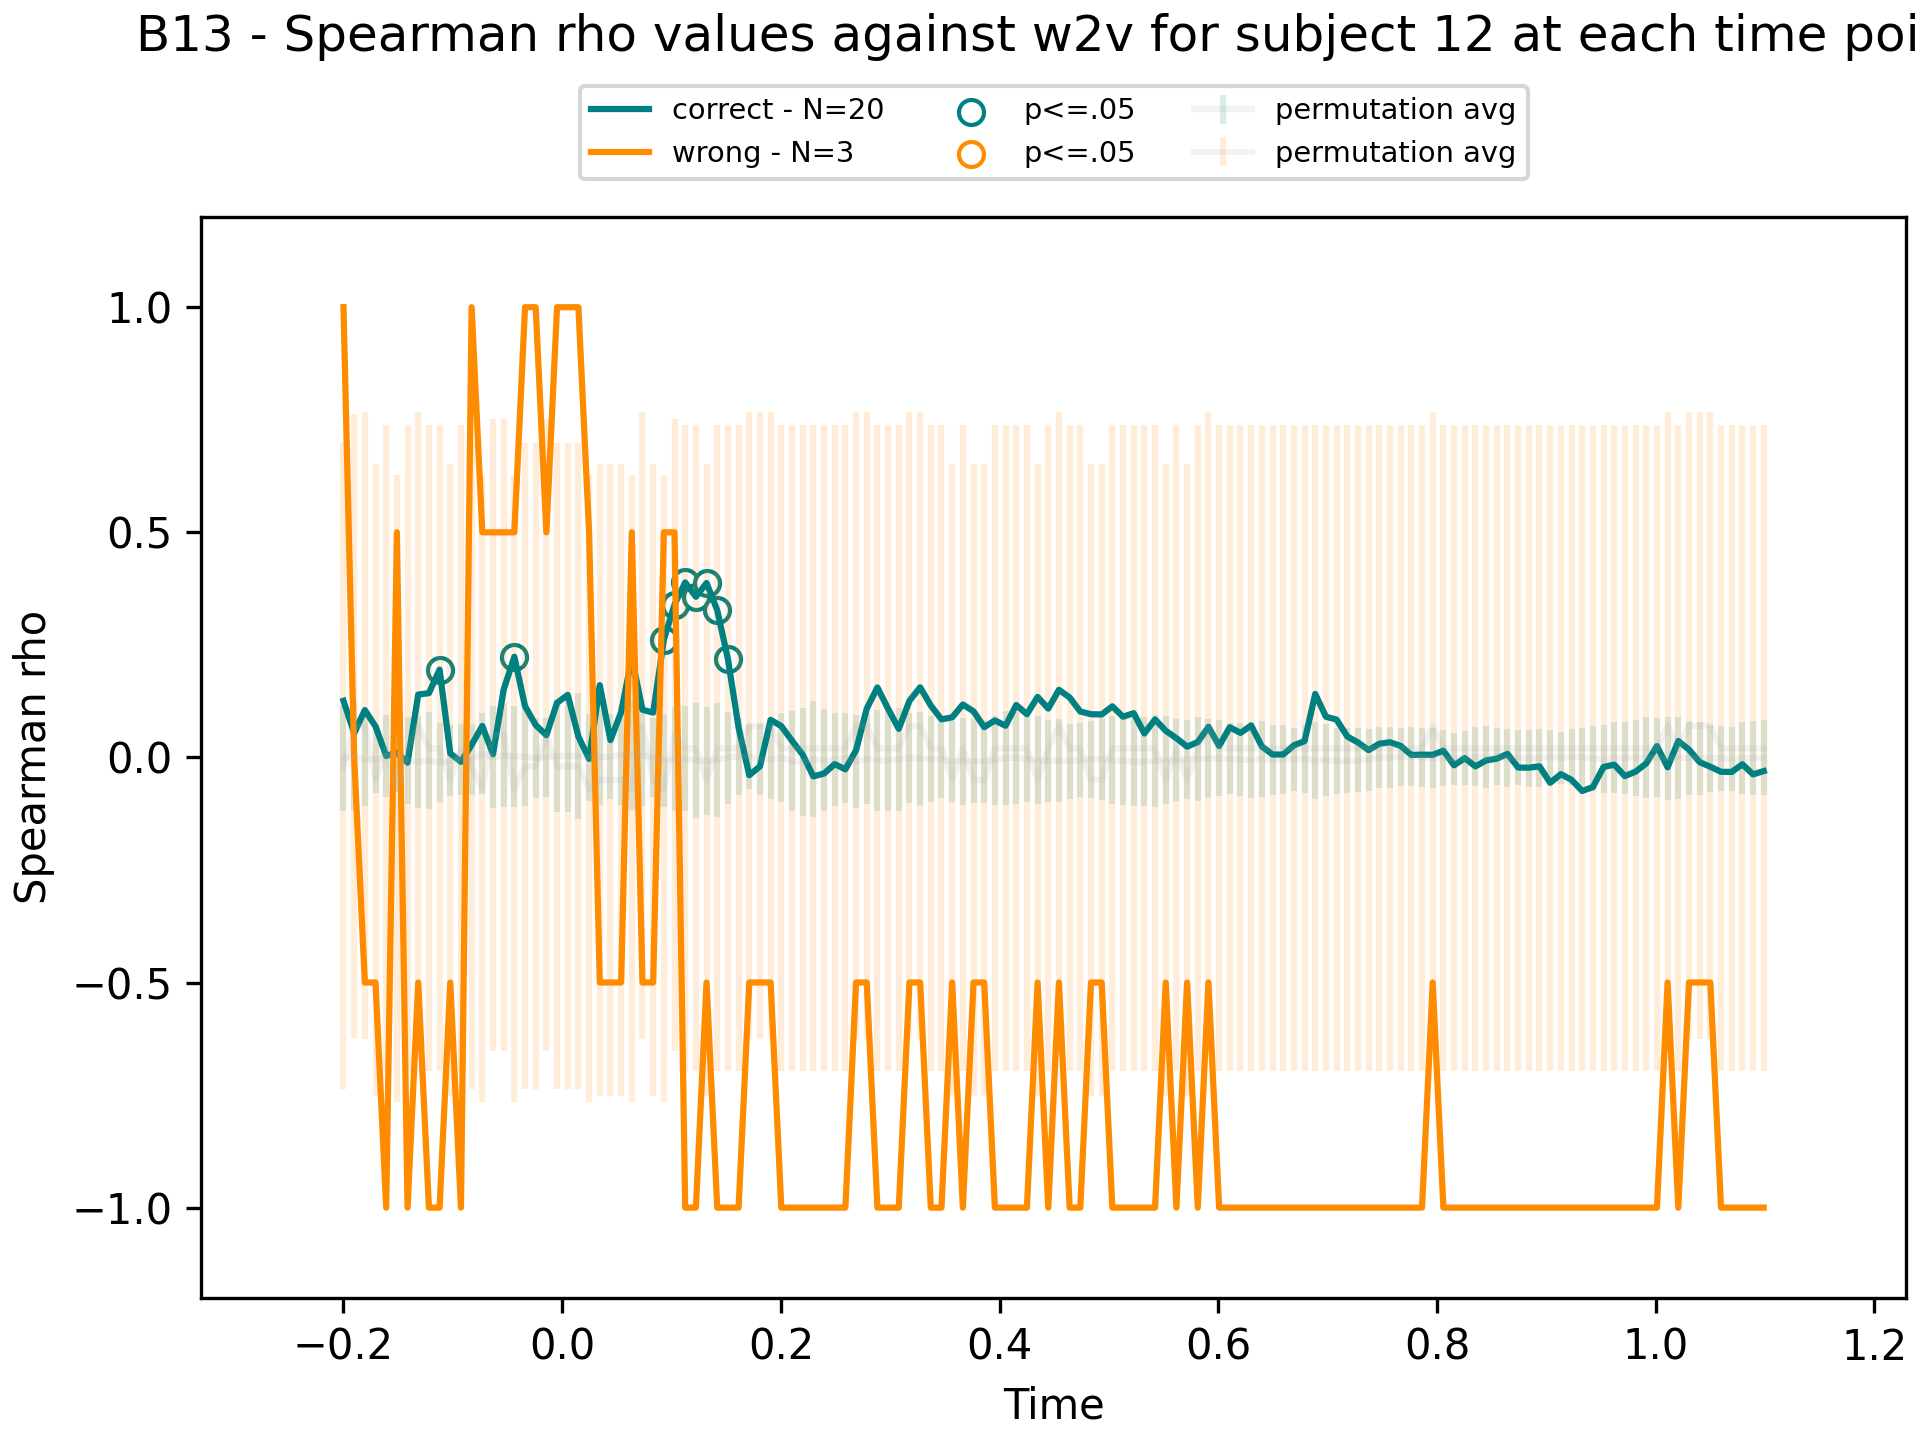 B13 - Spearman rho values against w2v for subject 12 at each time poi
correct - N=20
wrong - N=3
p<=.05
p<=.05
permutation avg
permutation avg
Spearman rho
1.0
0.5
0.0
−0.5
−1.0
−0.2 0.0 0.2 0.4 0.6 0.8 1.0 1.2
Time